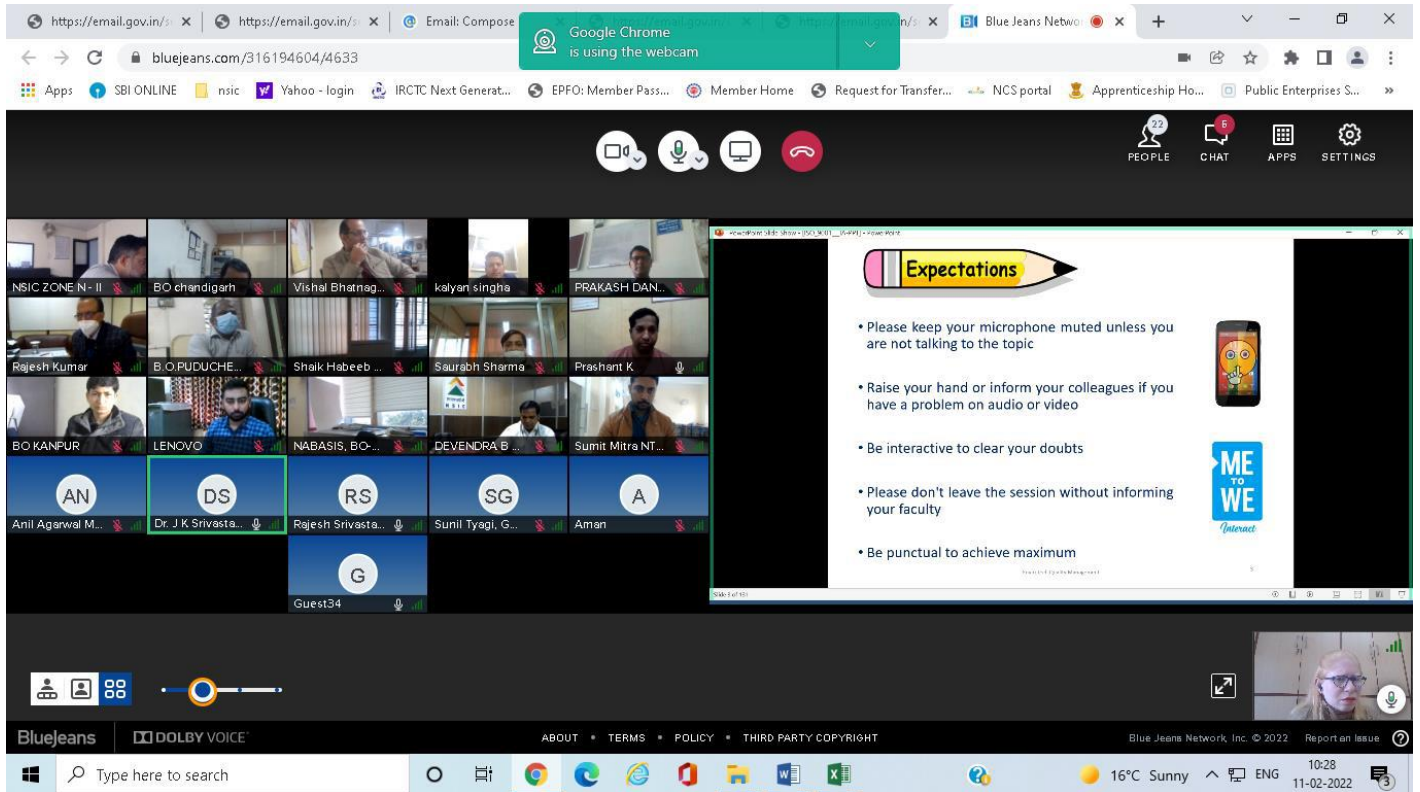 https://email.gov.in/s
https://email.gov.in/s
Email: Compose
Blue Jeans Netwo
Google Chrome
is using the webcam
bluejeans.com/316194604/4633
Apps
SBI ONLINE
nsic
Yahoo - login
IRCTC Next Generat...
EPFO: Member Pass...
Member Home
Request for Transfer...
NCS portal
Apprenticeship Ho...
Public Enterprises S...
22
PEOPLE
CHAT
APPS
SETTINGS
NSIC ZONE N - II
BO chandigarh
Vishal Bhatnag...
kalyan singha
PRAKASH DAN...
Rajesh Kumar
B.O.PUDUCHE...
Shaik Habeeb ...
Saurabh Sharma
Prashant K
BO KANPUR
LENOVO
NABASIS, BO-...
DEVENDRA B ...
Sumit Mitra NT...
AN
DS
RS
SG
A
Anil Agarwal M...
Dr. J K Srivasta...
Rajesh Srivasta...
Sunil Tyagi, G...
Aman
G
Guest34
Expectations
• Please keep your microphone muted unless you
are not talking to the topic
• Raise your hand or inform your colleagues if you
have a problem on audio or video
• Be interactive to clear your doubts
• Please don't leave the session without informing
your faculty
• Be punctual to achieve maximum
ME
TO
WE
Interact
BlueJeans
DOLBY VOICE
ABOUT • TERMS • POLICY • THIRD PARTY COPYRIGHT
Blue Jeans Network, Inc. © 2022
Report an Issue
Type here to search
16°C Sunny
ENG
10:28
11-02-2022
3